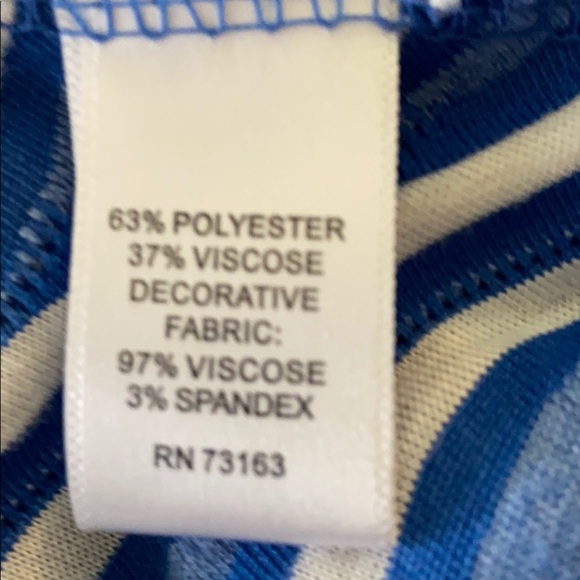 63% POLYESTER
37% VISCOSE
DECORATIVE
FABRIC:
97% VISCOSE
3% SPANDEX
RN 73163